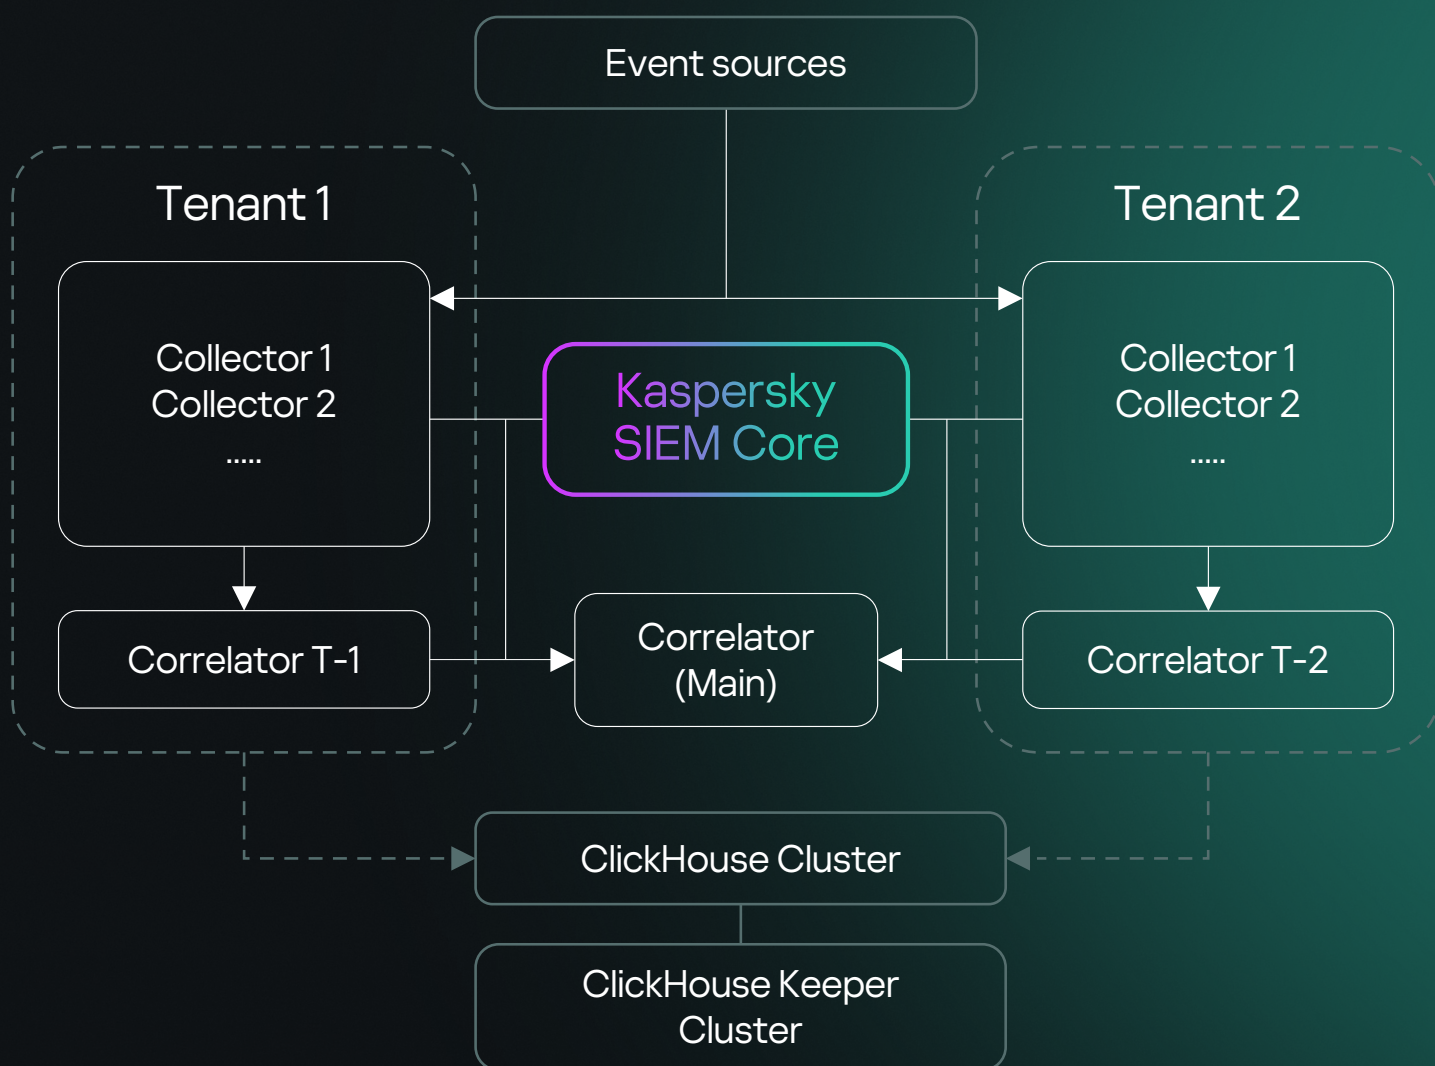 Event sources
Tenant 1
Collector 1
Collector 2
.....
Correlator T-1
Kaspersky
SIEM Core
Correlator
(Main)
Tenant 2
Collector 1
Collector 2
.....
Correlator T-2
ClickHouse Cluster
ClickHouse Keeper
Cluster